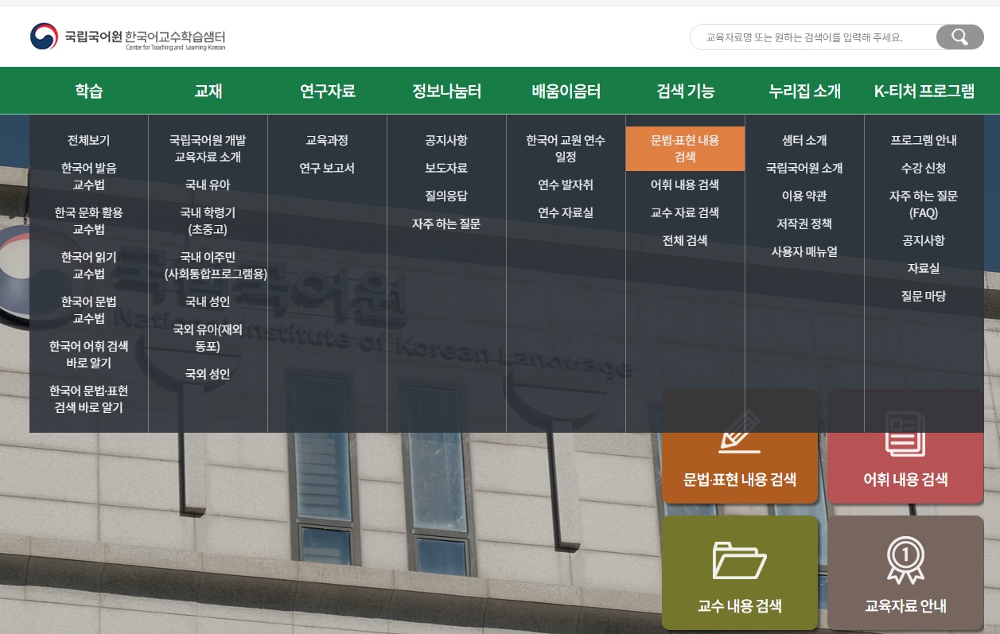 국립국어원 한국어교수학습샘터
Center for Teaching and Learning Korean
교육자료명 또는 원하는 검색어를 입력해 주세요.
학습
교재
연구자료
정보나눔터
배움이음터
검색 기능
누리집 소개
K-티처 프로그램
전체보기
한국어 발음
교수법
한국 문화 활용
교수법
한국어 읽기
교수법
한국어 문법
교수법
한국어 어휘 검색
바로 알기
한국어 문법·표현
검색 바로 알기
국립국어원 개발
교육자료 소개
국내 유아
국내 학령기
(초중고)
국내 이주민
(사회통합프로그램용)
국내 성인
국외 유아(재외
동포)
국외 성인
교육과정
연구 보고서
공지사항
보도자료
질의응답
자주 하는 질문
한국어 교원 연수
일정
연수 발자취
연수 자료실
문법·표현 내용
검색
어휘 내용 검색
교수 자료 검색
전체 검색
샘터 소개
국립국어원 소개
이용 약관
저작권 정책
사용자 매뉴얼
프로그램 안내
수강 신청
자주 하는 질문
(FAQ)
공지사항
자료실
질문 마당
국립국어원
National Institute of Korean Language
문법·표현 내용 검색
어휘 내용 검색
교수 내용 검색
1
교육자료 안내